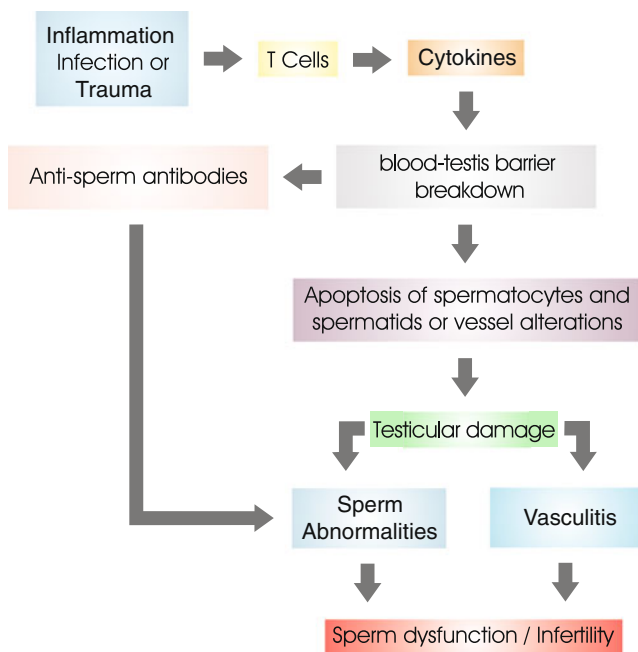 Inflammation
Infection or
Trauma
T Cells
Cytokines
Anti-sperm antibodies
blood-testis barrier
breakdown
Apoptosis of spermatocytes and
spermatids or vessel alterations
Testicular damage
Sperm
Abnormalities
Vasculitis
Sperm dysfunction / Infertility